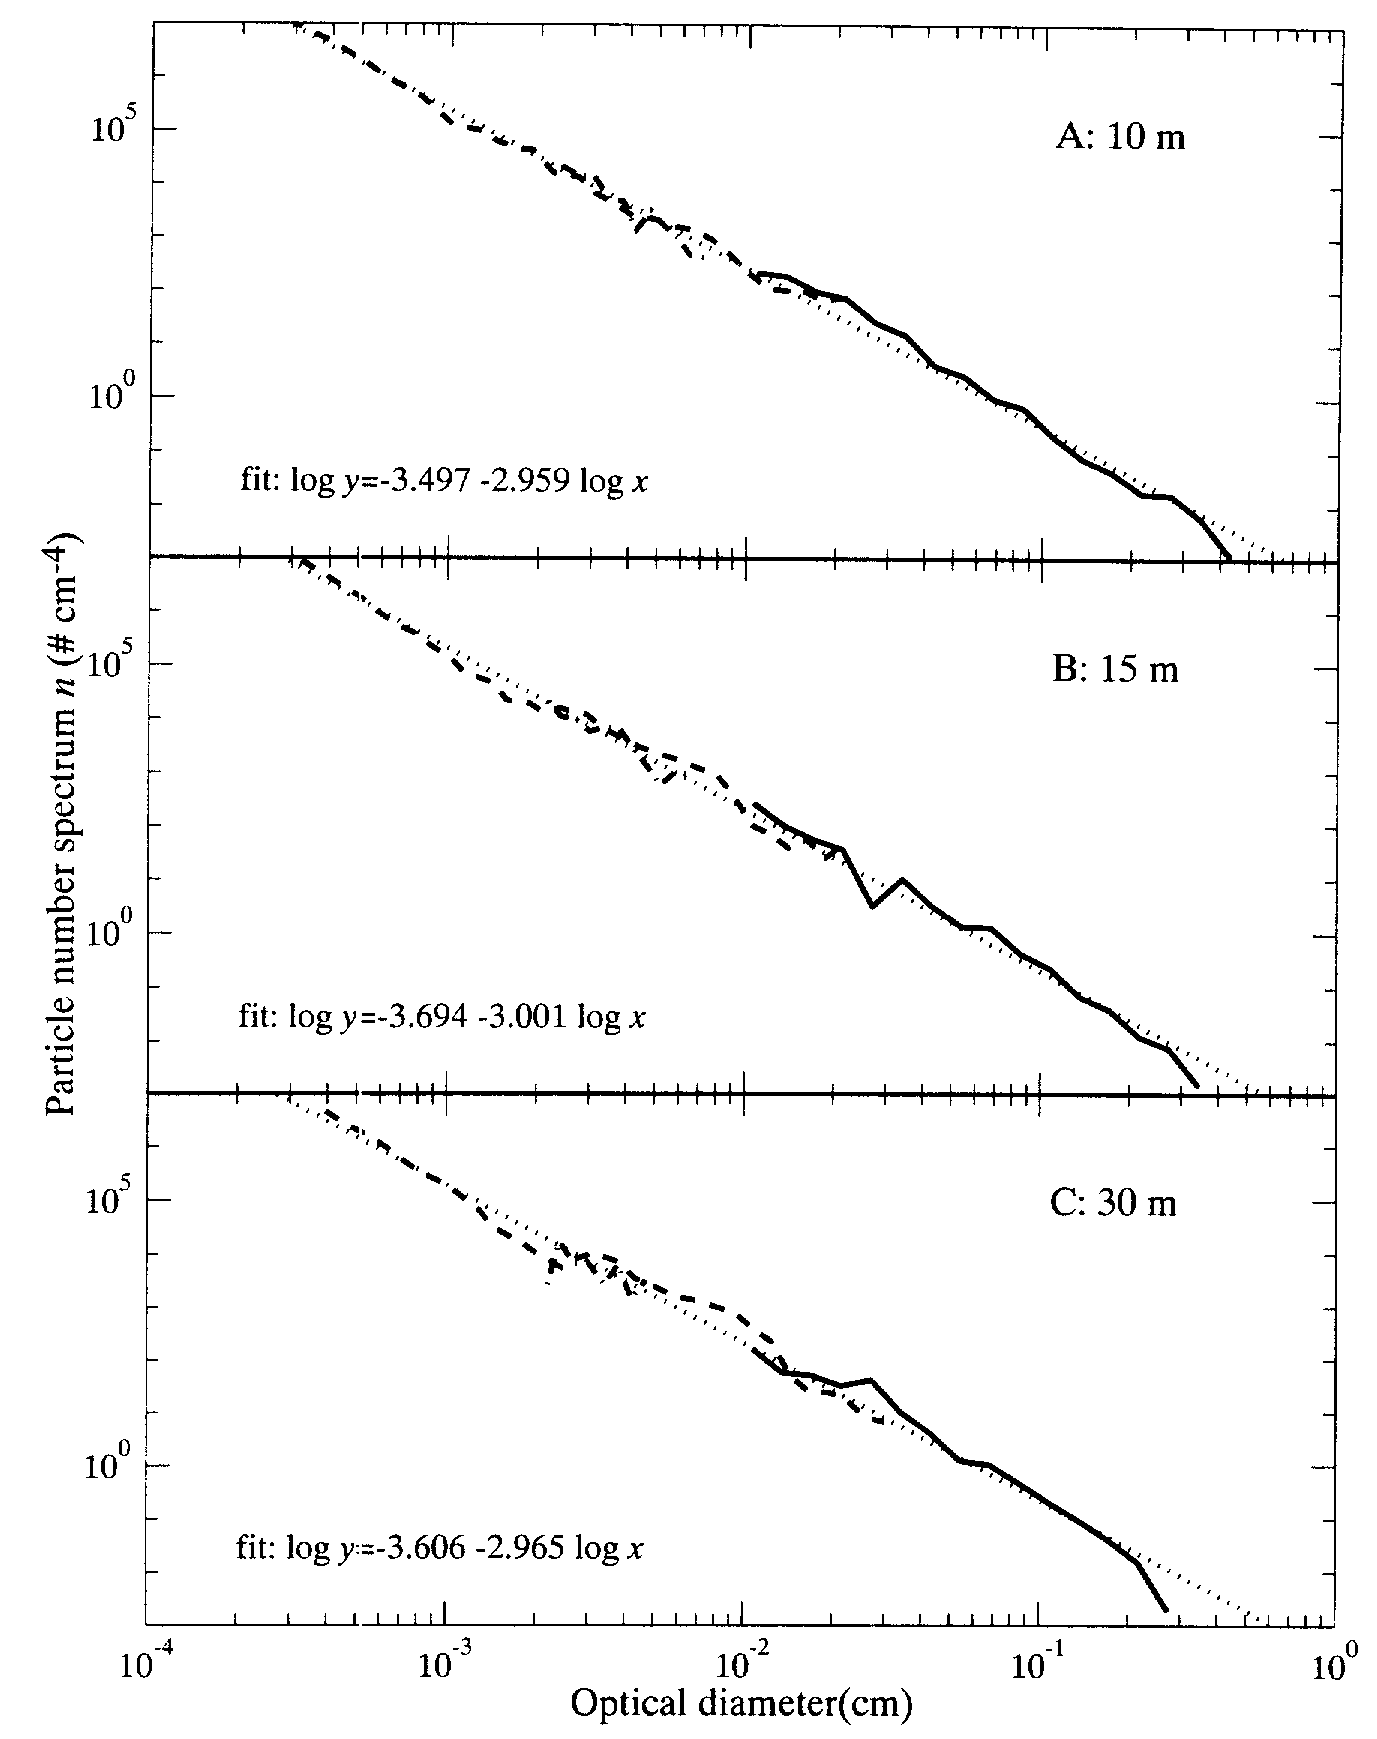 A: 10 m
10^5
10^0
fit: log y=-3.497 -2.959 log x
B: 15 m
10^5
10^0
fit: log y=-3.694 -3.001 log x
C: 30 m
10^5
10^0
fit: log y=-3.606 -2.965 log x
Particle number spectrum n (# cm^-4)
10^-4 10^-3 10^-2 10^-1 10^0
Optical diameter(cm)